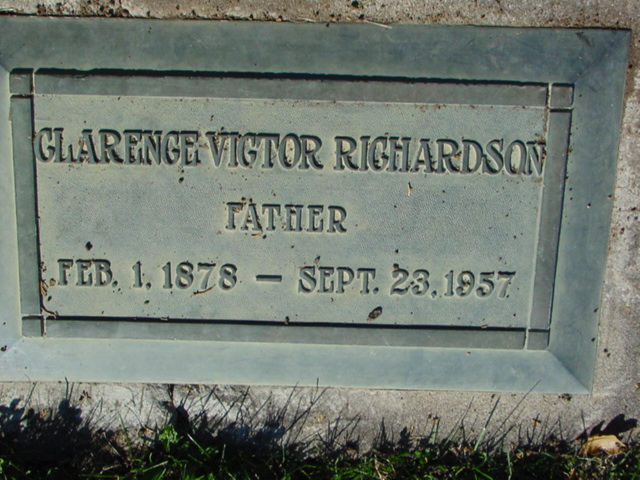 CLARENCE VICTOR RICHARDSON
FATHER
FEB. 1, 1878 — SEPT. 23, 1957